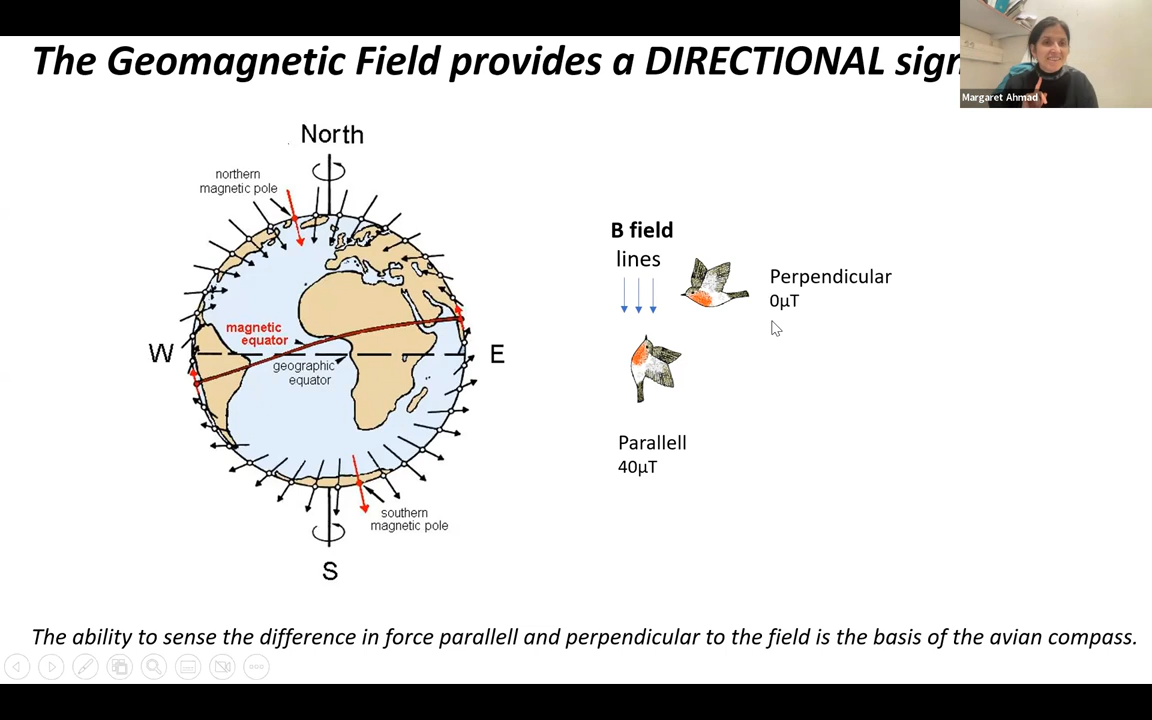 The Geomagnetic Field provides a DIRECTIONAL
Margaret Ahmad
North
northern
magnetic pole
B field
lines
Perpendicular
0µT
magnetic
equator
W
E
geographic
equator
Parallell
40µT
southern
magnetic pole
S
The ability to sense the difference in force parallell and perpendicular to the field is the basis of the avian compass.